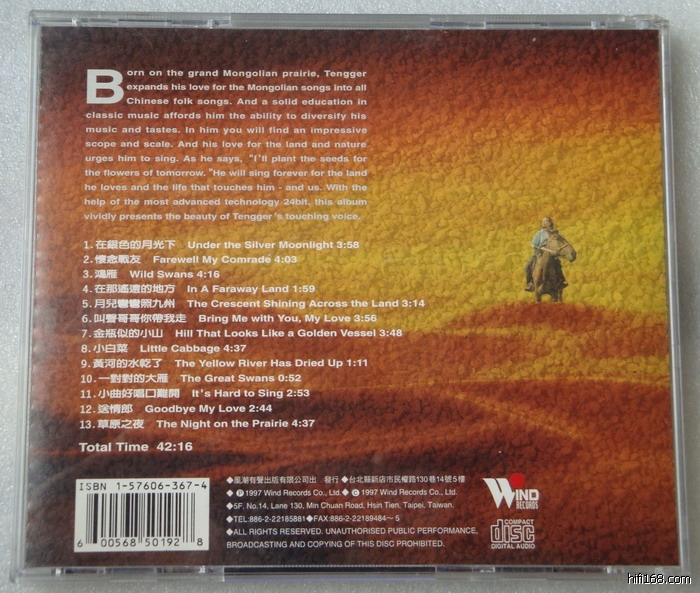 Born on the grand Mongolian prairie, Tengger
expands his love for the Mongolian songs into all
Chinese folk songs. And a solid education in
classic music affords him the ability to diversify his
music and tastes. In him you will find an impressive
scope and scale. And his love for the land and nature
urges him to sing. As he says, "I'll plant the seeds for
the flowers of tomorrow. "He will sing forever for the land
he loves and the life that touches him - and us. With the
help of the most advanced technology 24bit, this album
vividly presents the beauty of Tengger's touching voice.
1. 在銀色的月光下 Under the Silver Moonlight 3:58
2. 懷念戰友 Farewell My Comrade 4:03
3. 鴻雁 Wild Swans 4:16
4. 在那遙遠的地方 In A Faraway Land 1:59
5. 月兒彎彎照九州 The Crescent Shining Across the Land 3:14
6. 叫聲哥哥你帶我走 Bring Me with You, My Love 3:56
7. 金瓶似的小山 Hill That Looks Like a Golden Vessel 3:48
8. 小白菜 Little Cabbage 4:37
9. 黃河的水乾了 The Yellow River Has Dried Up 1:11
10. 一對對的大雁 The Great Swans 0:52
11. 小曲好唱口難開 It's Hard to Sing 2:53
12. 送情郎 Goodbye My Love 2:44
13. 草原之夜 The Night on the Prairie 4:37
Total Time 42:16
ISBN 1-57606-367-4
6 00568 50192 8
◆風潮有聲出版有限公司出 發行 ◆台北縣新店市民權路130巷14號5樓
◆ Ⓟ 1997 Wind Records Co., Ltd.◆ © 1997 Wind Records Co., Ltd.
◆5F, No.14, Lane 130, Min Chuan Road, Hsin Tien, Taipei, Taiwan.
◆TEL:886-2-22185881◆FAX:886-2-22189484～5
◆ALL RIGHTS RESERVED. UNAUTHORISED PUBLIC PERFORMANCE,
BROADCASTING AND COPYING OF THIS DISC PROHIBITED.
WIND
RECORDS
COMPACT
disc
DIGITAL AUDIO
hifi168.com